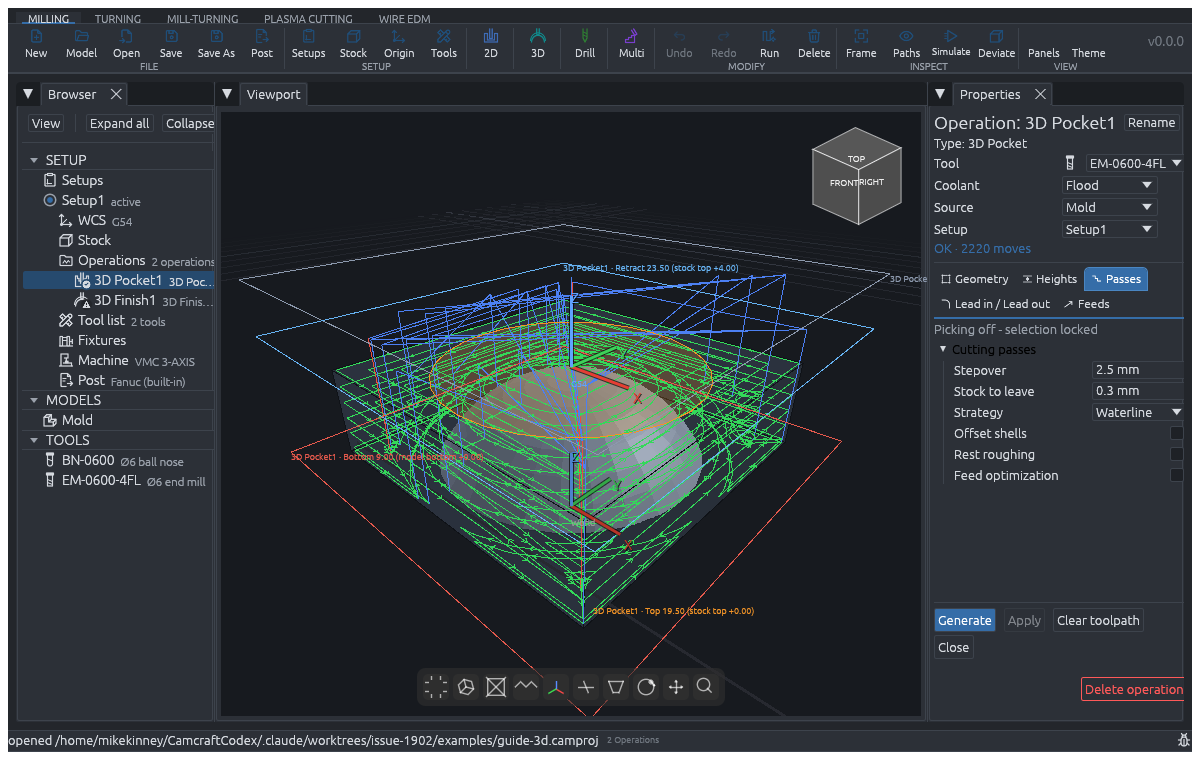 MILLING TURNING MILL-TURNING PLASMA CUTTING WIRE EDM
New Model Open Save Save As Post Setups Stock Origin Tools 2D 3D Drill Multi Undo Redo Run Delete Frame Paths Simulate Deviate Panels Theme v0.0.0
FILE SETUP MODIFY INSPECT VIEW
Browser
View Expand all Collapse
SETUP
Setups
Setup1 active
WCS G54
Stock
Operations 2 operations
3D Pocket1 3D Poc...
3D Finish1 3D Finis...
Tool list 2 tools
Fixtures
Machine VMC 3-AXIS
Post Fanuc (built-in)
MODELS
Mold
TOOLS
BN-0600 Ø6 ball nose
EM-0600-4FL Ø6 end mill
Viewport
TOP
FRONT RIGHT
3D Pocket1 - Retract 23.50 (stock top +4.00)
3D Pocke
X
3D Pocket1 - Bottom
X
3D Pocket1 - Top 19.50 (stock top +0.00)
Properties
Operation: 3D Pocket1 Rename
Type: 3D Pocket
Tool EM-0600-4FL
Coolant Flood
Source Mold
Setup Setup1
OK · 2220 moves
Geometry Heights Passes
Lead in / Lead out Feeds
Picking off - selection locked
Cutting passes
Stepover 2.5 mm
Stock to leave 0.3 mm
Strategy Waterline
Offset shells
Rest roughing
Feed optimization
Generate Apply Clear toolpath
Close
Delete operation
opened /home/mikekinney/CamcraftCodex/.claude/worktrees/issue-1902/examples/guide-3d.camproj 2 Operations